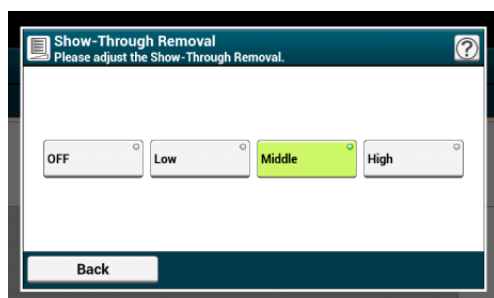 Show-Through Removal
Please adjust the Show-Through Removal.
?
OFF
Low
Middle
High
Back